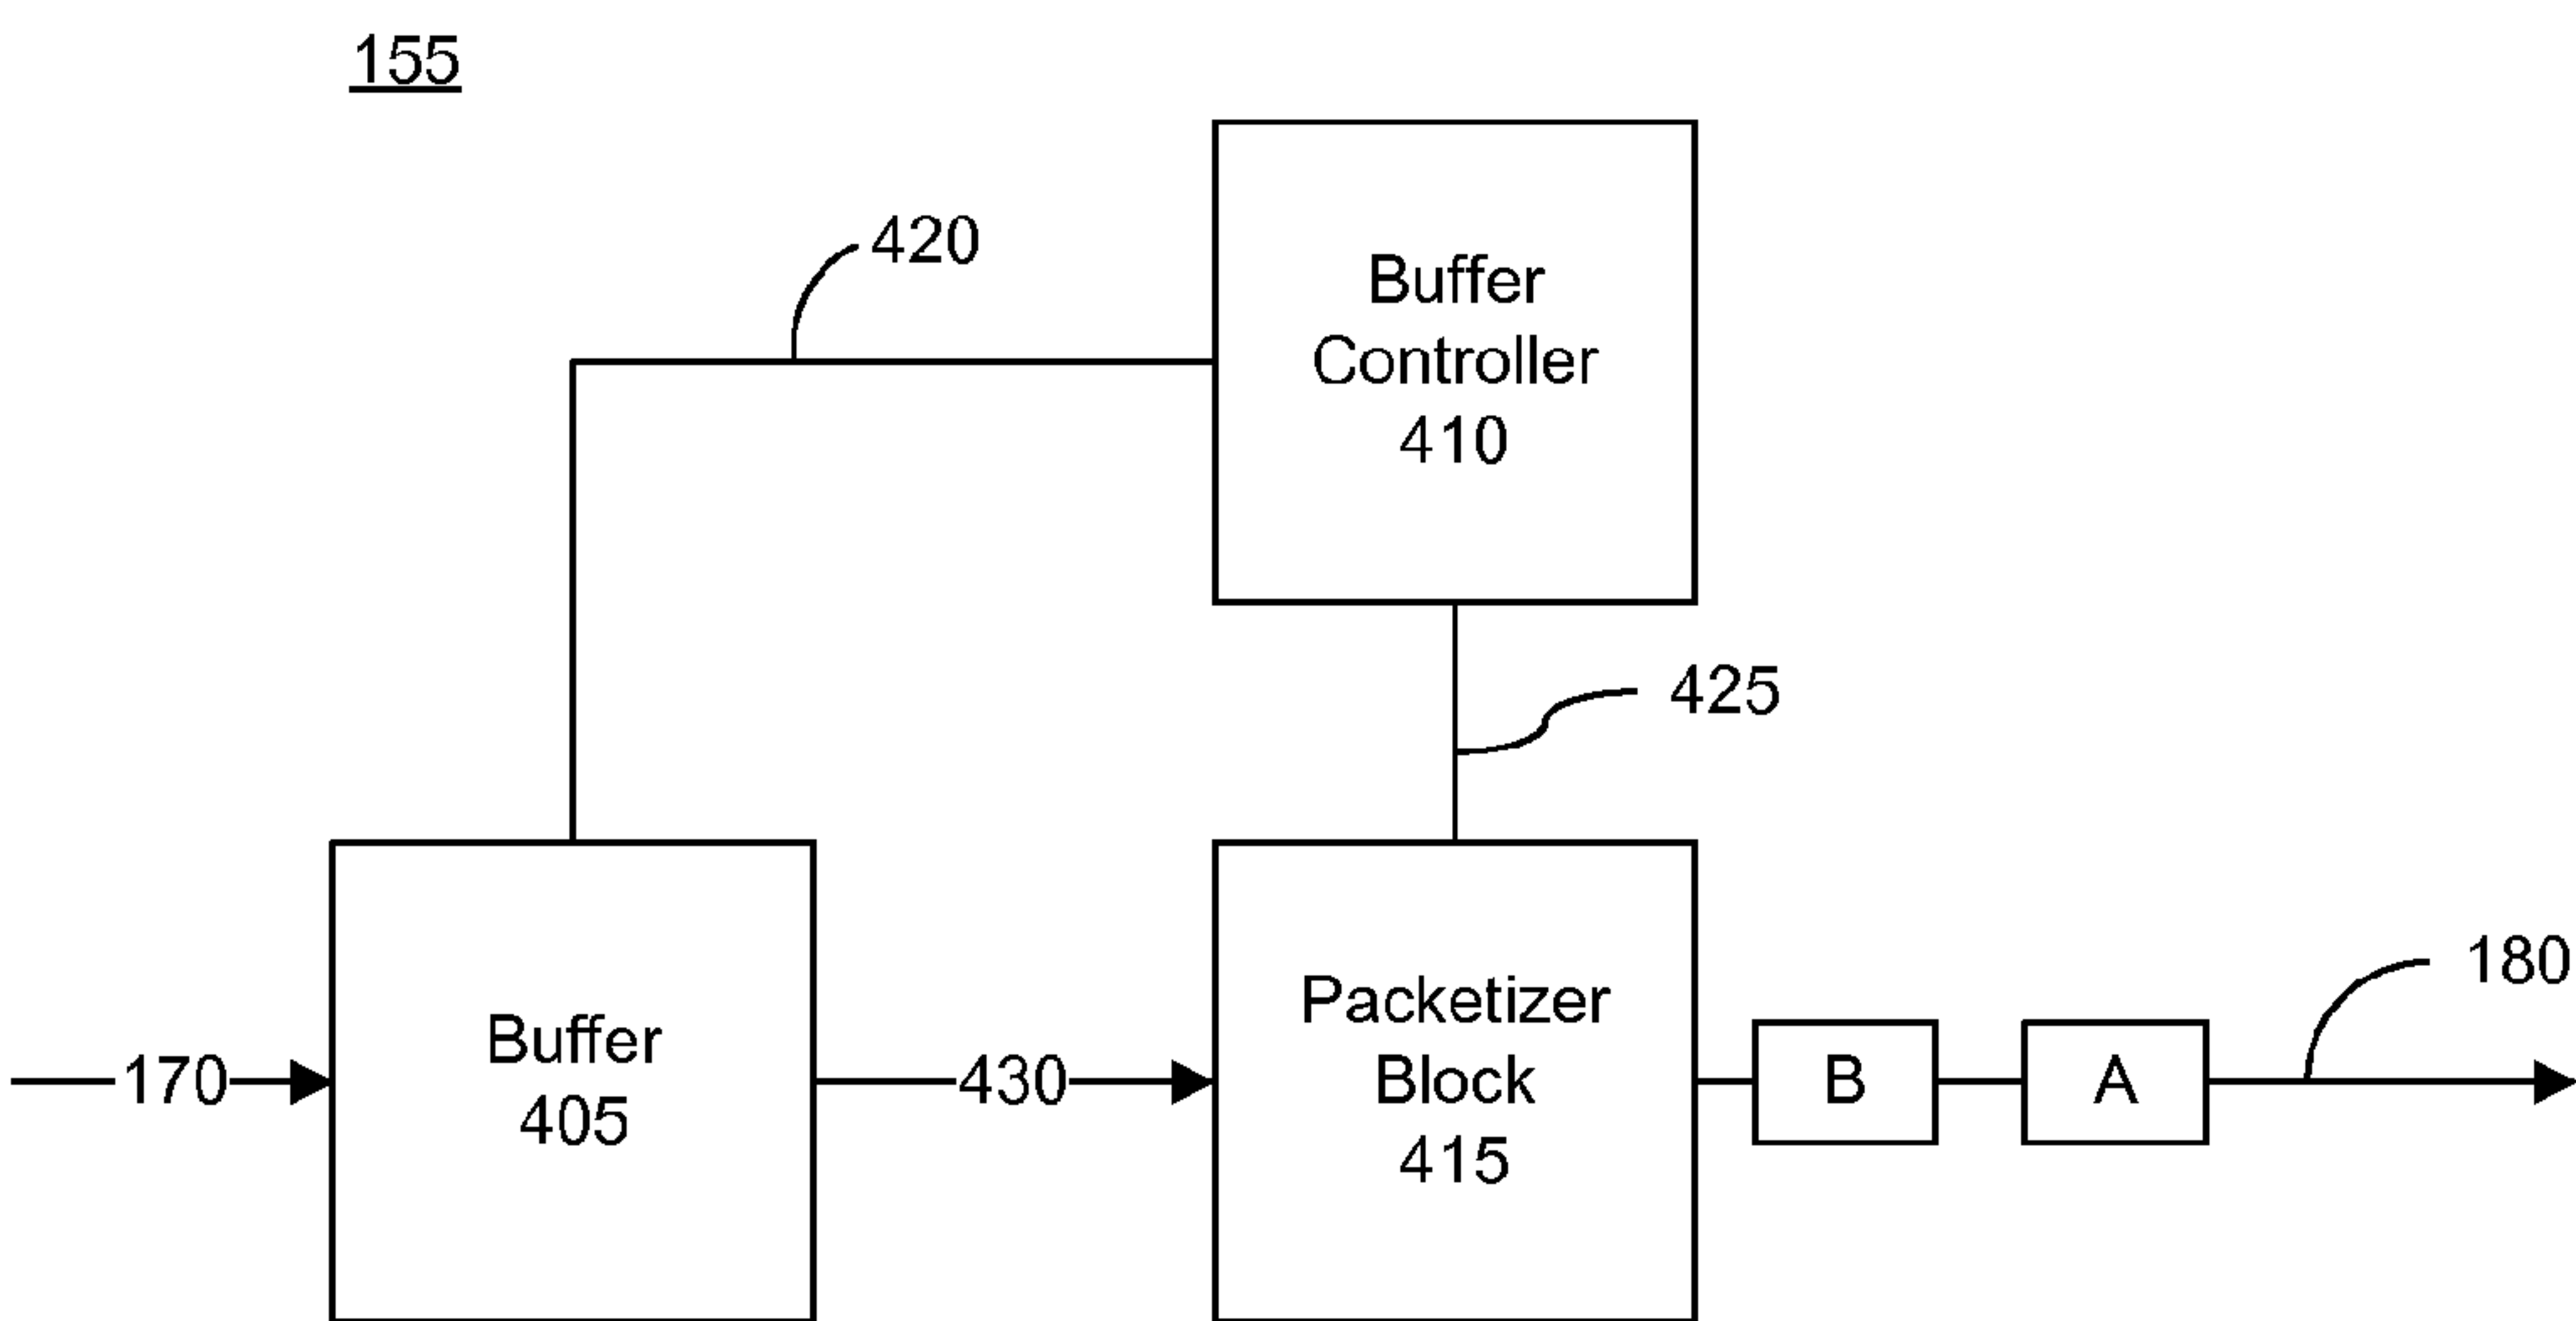 155
420
Buffer
Controller
410
425
170
Buffer
405
430
Packetizer
Block
415
B
A
180